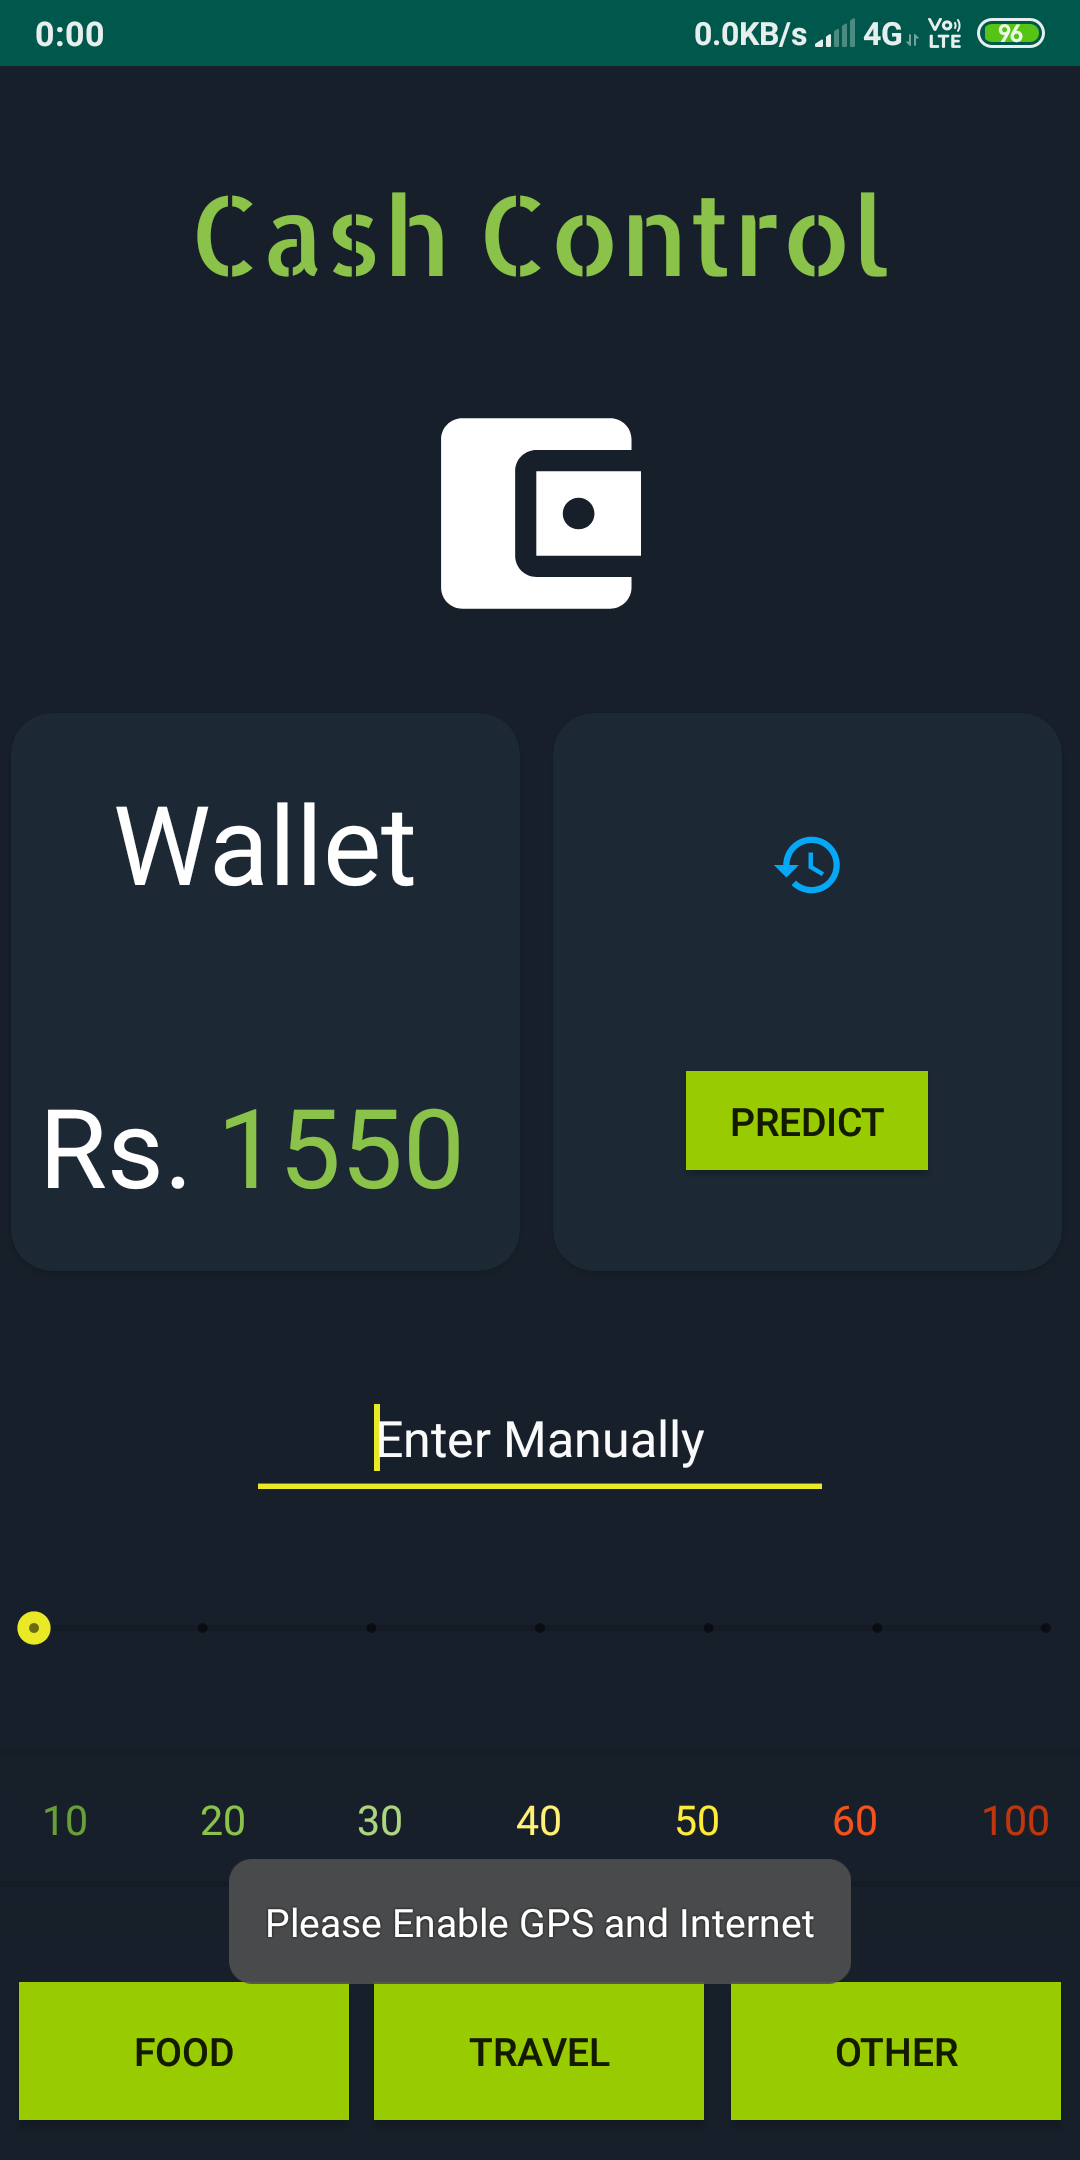 0:00 0.0KB/s 4G Vo LTE 96
Cash Control
Wallet
Rs. 1550
PREDICT
Enter Manually
10 20 30 40 50 60 100
Please Enable GPS and Internet
FOOD TRAVEL OTHER